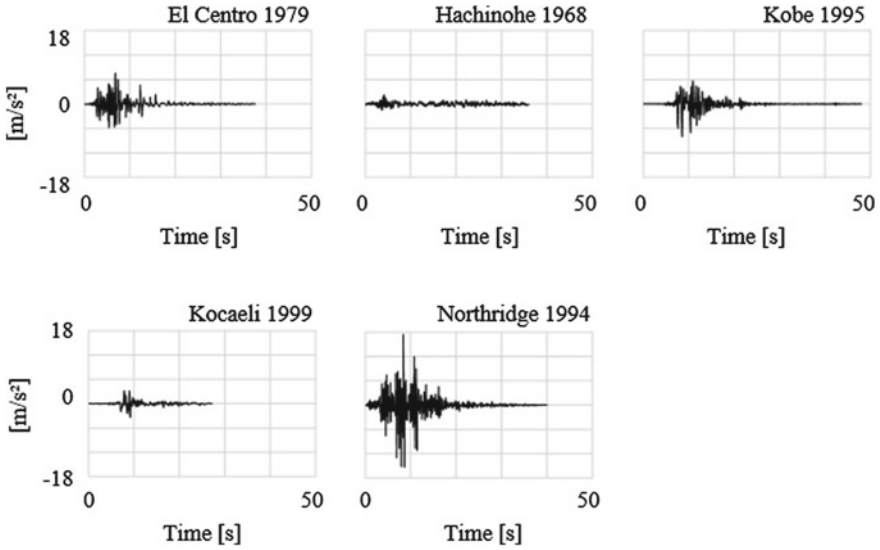 El Centro 1979
18
0
-18
[m/s²]
0
50
Time [s]
Hachinohe 1968
0
50
Time [s]
Kobe 1995
0
50
Time [s]
Kocaeli 1999
18
0
-18
[m/s²]
0
50
Time [s]
Northridge 1994
0
50
Time [s]